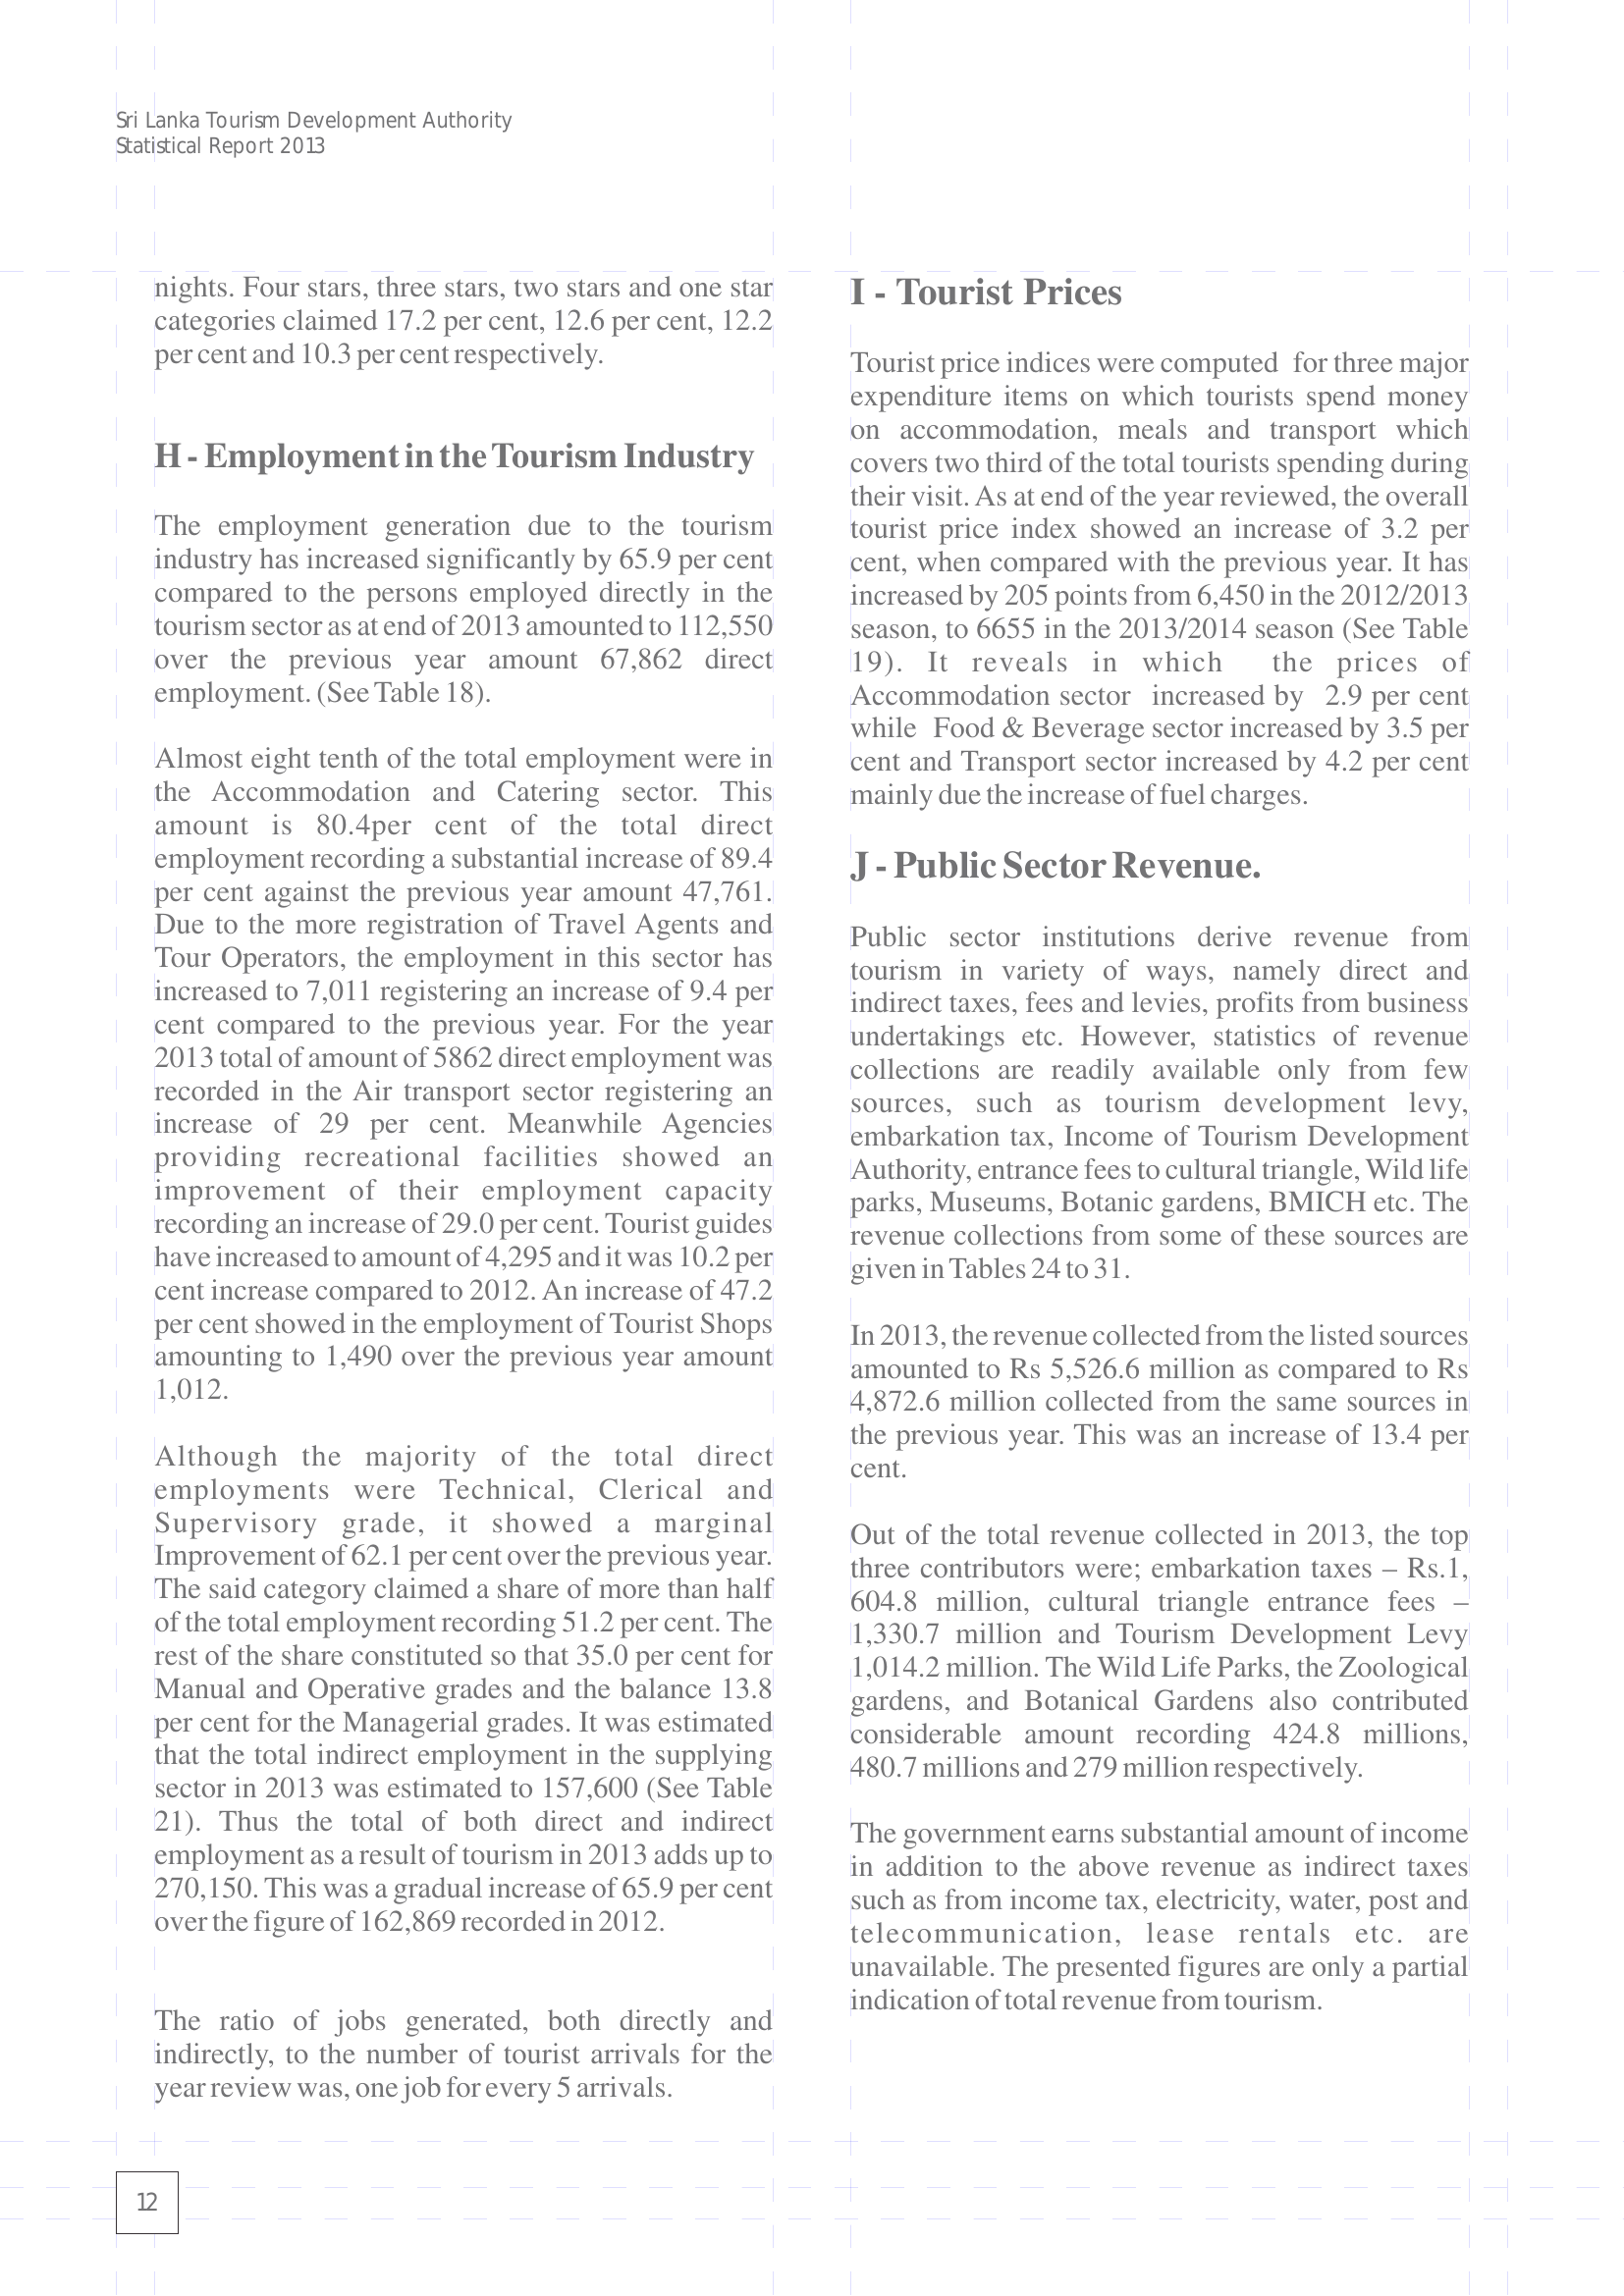 Sri Lanka Tourism Development Authority
Statistical Report 2013
nights. Four stars, three stars, two stars and one star
categories claimed 17.2 per cent, 12.6 per cent, 12.2
per cent and 10.3 per cent respectively.
H - Employment in the Tourism Industry
The employment generation due to the tourism
industry has increased significantly by 65.9 per cent
compared to the persons employed directly in the
tourism sector as at end of 2013 amounted to 112,550
over the previous year amount 67,862 direct
employment. (See Table 18).
Almost eight tenth of the total employment were in
the Accommodation and Catering sector. This
amount is 80.4per cent of the total direct
employment recording a substantial increase of 89.4
per cent against the previous year amount 47,761.
Due to the more registration of Travel Agents and
Tour Operators, the employment in this sector has
increased to 7,011 registering an increase of 9.4 per
cent compared to the previous year. For the year
2013 total of amount of 5862 direct employment was
recorded in the Air transport sector registering an
increase of 29 per cent. Meanwhile Agencies
providing recreational facilities showed an
improvement of their employment capacity
recording an increase of 29.0 per cent. Tourist guides
have increased to amount of 4,295 and it was 10.2 per
cent increase compared to 2012. An increase of 47.2
per cent showed in the employment of Tourist Shops
amounting to 1,490 over the previous year amount
1,012.
Although the majority of the total direct
employments were Technical, Clerical and
Supervisory grade, it showed a marginal
Improvement of 62.1 per cent over the previous year.
The said category claimed a share of more than half
of the total employment recording 51.2 per cent. The
rest of the share constituted so that 35.0 per cent for
Manual and Operative grades and the balance 13.8
per cent for the Managerial grades. It was estimated
that the total indirect employment in the supplying
sector in 2013 was estimated to 157,600 (See Table
21). Thus the total of both direct and indirect
employment as a result of tourism in 2013 adds up to
270,150. This was a gradual increase of 65.9 per cent
over the figure of 162,869 recorded in 2012.
The ratio of jobs generated, both directly and
indirectly, to the number of tourist arrivals for the
year review was, one job for every 5 arrivals.
I - Tourist Prices
Tourist price indices were computed for three major
expenditure items on which tourists spend money
on accommodation, meals and transport which
covers two third of the total tourists spending during
their visit. As at end of the year reviewed, the overall
tourist price index showed an increase of 3.2 per
cent, when compared with the previous year. It has
increased by 205 points from 6,450 in the 2012/2013
season, to 6655 in the 2013/2014 season (See Table
19). It reveals in which the prices of
Accommodation sector increased by 2.9 per cent
while Food & Beverage sector increased by 3.5 per
cent and Transport sector increased by 4.2 per cent
mainly due the increase of fuel charges.
J - Public Sector Revenue.
Public sector institutions derive revenue from
tourism in variety of ways, namely direct and
indirect taxes, fees and levies, profits from business
undertakings etc. However, statistics of revenue
collections are readily available only from few
sources, such as tourism development levy,
embarkation tax, Income of Tourism Development
Authority, entrance fees to cultural triangle, Wild life
parks, Museums, Botanic gardens, BMICH etc. The
revenue collections from some of these sources are
given in Tables 24 to 31.
In 2013, the revenue collected from the listed sources
amounted to Rs 5,526.6 million as compared to Rs
4,872.6 million collected from the same sources in
the previous year. This was an increase of 13.4 per
cent.
Out of the total revenue collected in 2013, the top
three contributors were; embarkation taxes – Rs.1,
604.8 million, cultural triangle entrance fees –
1,330.7 million and Tourism Development Levy
1,014.2 million. The Wild Life Parks, the Zoological
gardens, and Botanical Gardens also contributed
considerable amount recording 424.8 millions,
480.7 millions and 279 million respectively.
The government earns substantial amount of income
in addition to the above revenue as indirect taxes
such as from income tax, electricity, water, post and
telecommunication, lease rentals etc. are
unavailable. The presented figures are only a partial
indication of total revenue from tourism.
12